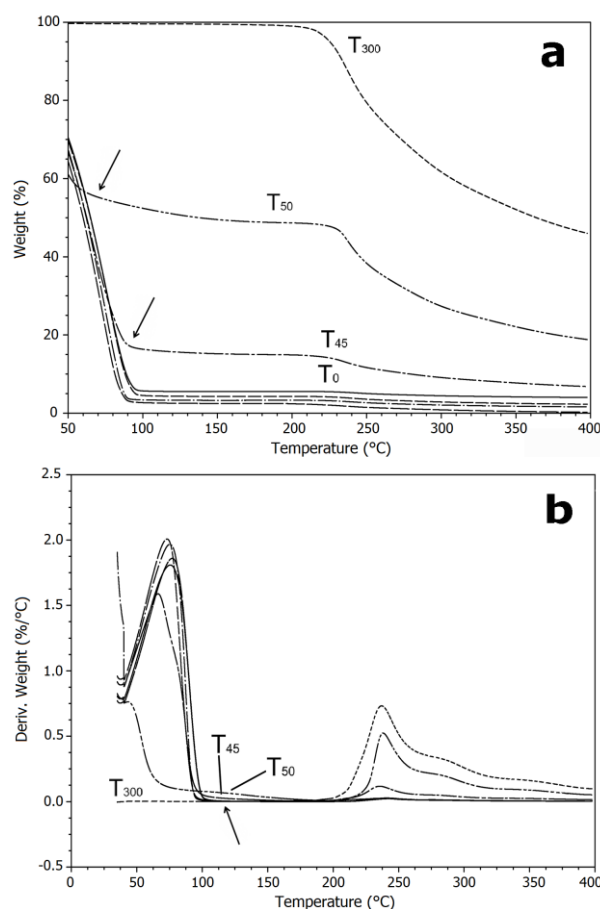 100
a
T300
80
60
Weight (%)
T50
40
20
T45
T0
0
50 100 150 200 250 300 350 400
Temperature (°C)
2.5
b
2.0
1.5
Deriv. Weight (%/°C)
1.0
0.5
T45
T50
T300
0.0
-0.5
0 50 100 150 200 250 300 350 400
Temperature (°C)